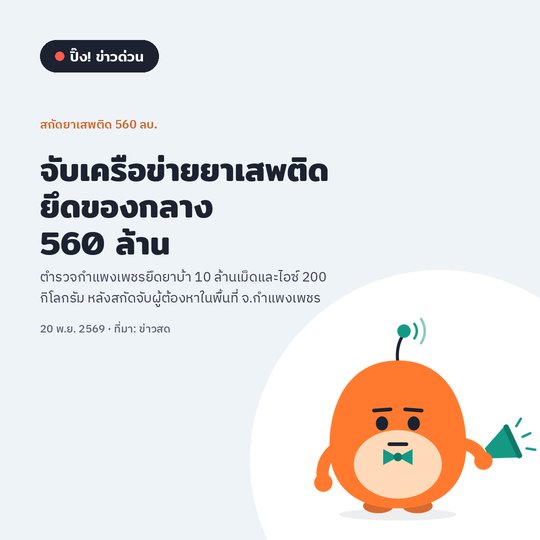 ปิ๊ง! ข่าวด่วน
สกัดยาเสพติด 560 ลบ.
จับเครือข่ายยาเสพติด
ยึดของกลาง
560 ล้าน
ตำรวจกำแพงเพชรยึดยาบ้า 10 ล้านเม็ดและไอซ์ 200
กิโลกรัม หลังสกัดจับผู้ต้องหาในพื้นที่ จ.กำแพงเพชร
20 พ.ย. 2569 · ที่มา: ข่าวสด